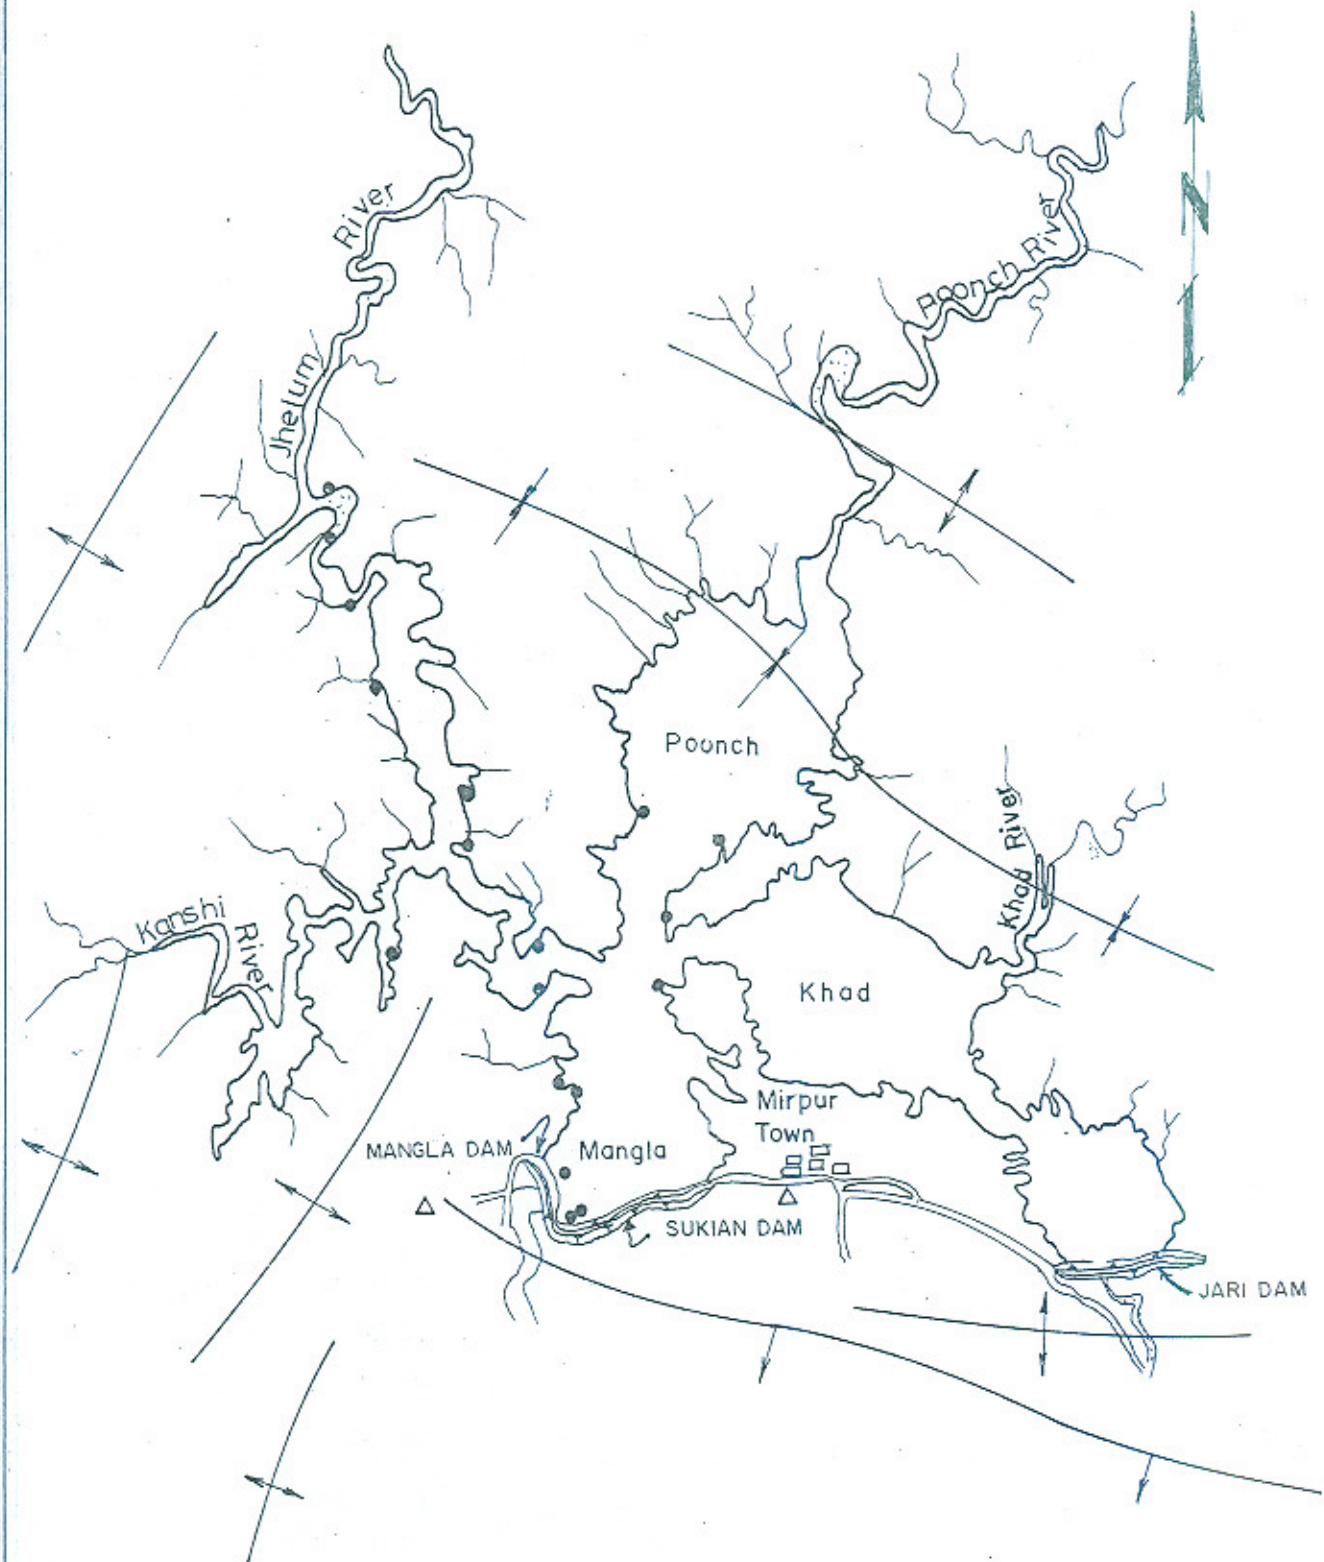 N
Jhelum River
Poonch River
Poonch
Khad River
Kanshi
River
Khad
Mirpur
Town
MANGLA DAM
Mangla
SUKIAN DAM
JARI DAM